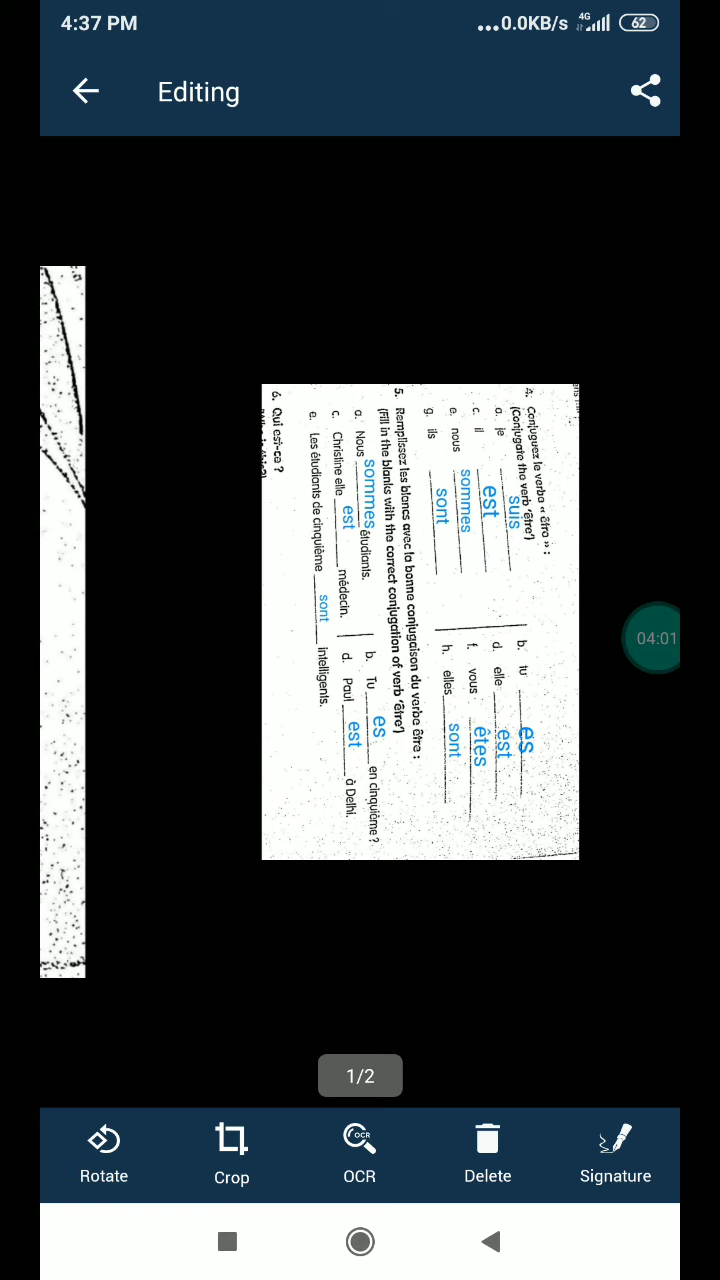 4:37 PM
...0.0KB/s 4G 62
Editing
4. Conjuguez le verbe « être » :
(Conjugate the verb 'être')
a. je suis b. tu es
c. il est d. elle est
e. nous sommes f. vous êtes
g. ils sont h. elles sont
5. Remplissez les blancs avec la bonne conjugaison du verbe être :
(Fill in the blanks with the correct conjugation of verb 'être')
a. Nous sommes étudiants. b. Tu es en cinquième ?
c. Christine elle est médecin. d. Paul est à Delhi.
e. Les étudiants de cinquième sont intelligents.
6. Qui est-ce ?
04:01
1/2
Rotate Crop OCR Delete Signature